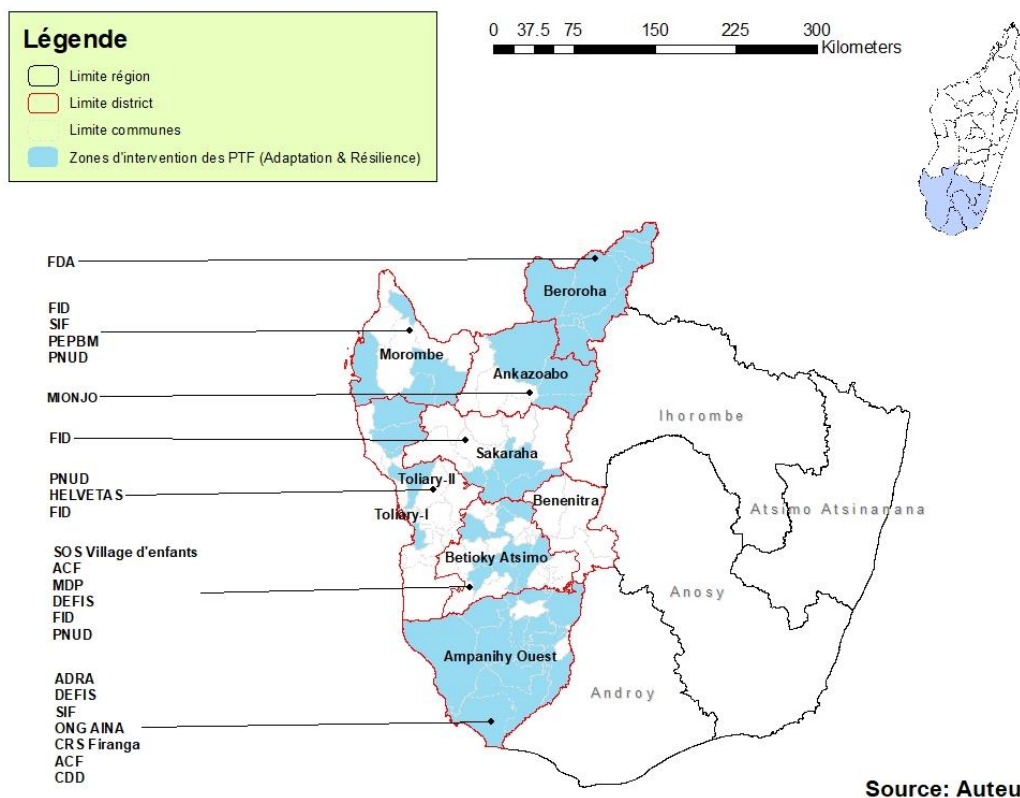 Légende
Limite région
Limite district
Limite communes
Zones d'intervention des PTF (Adaptation & Résilience)
0 37.5 75 150 225 300
Kilometers
FDA
FID
SIF
PEPBM
PNUD
MIONJO
FID
PNUD
HELVETAS
FID
SOS Village d'enfants
ACF
MDP
DEFIS
FID
PNUD
ADRA
DEFIS
SIF
ONG AINA
CRS Firanga
ACF
CDD
Beroroha
Morombe
Ankazoabo
Ihorombe
Sakaraha
Toliary-II
Benenitra
Toliary-I
Atsimo Atsinanana
Betioky Atsimo
Anosy
Ampanihy Ouest
Androy
Source: Auteu